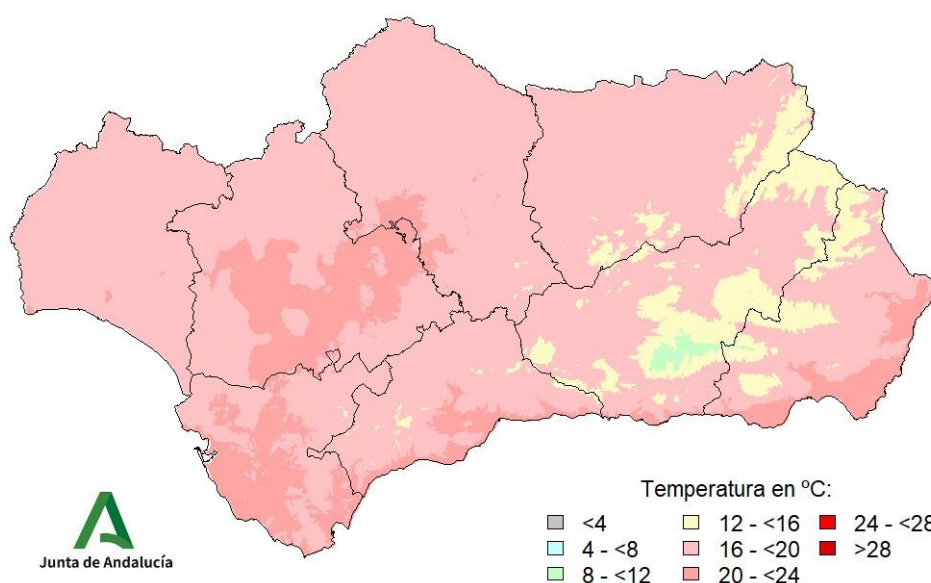 Temperatura en ºC:
<4 12 - <16 24 - <28
4 - <8 16 - <20 >28
8 - <12 20 - <24
Junta de Andalucía